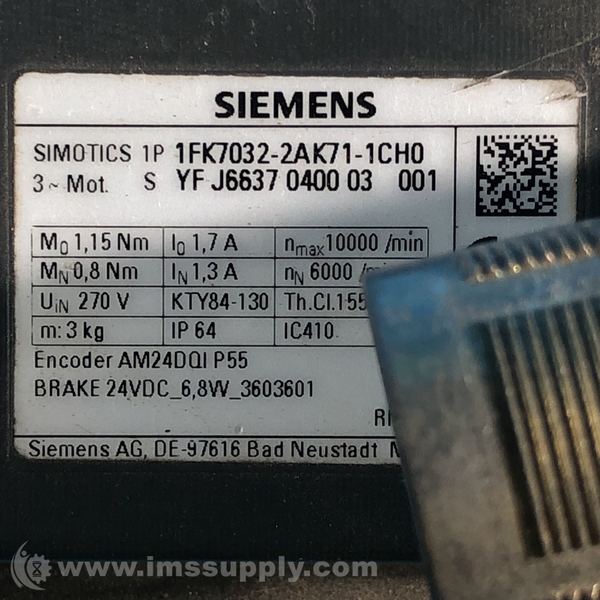 SIEMENS
SIMOTICS 1P 1FK7032-2AK71-1CH0
3~ Mot. S YF J6637 0400 03 001
M0 1,15 Nm I0 1,7 A nmax 10000 /min
MN 0,8 Nm IN 1,3 A nN 6000
UiN 270 V KTY84-130 Th.Cl.155
m: 3 kg IP 64 IC410
Encoder AM24DQI P55
BRAKE 24VDC_6,8W_3603601
Siemens AG, DE-97616 Bad Neustadt
www.imssupply.com